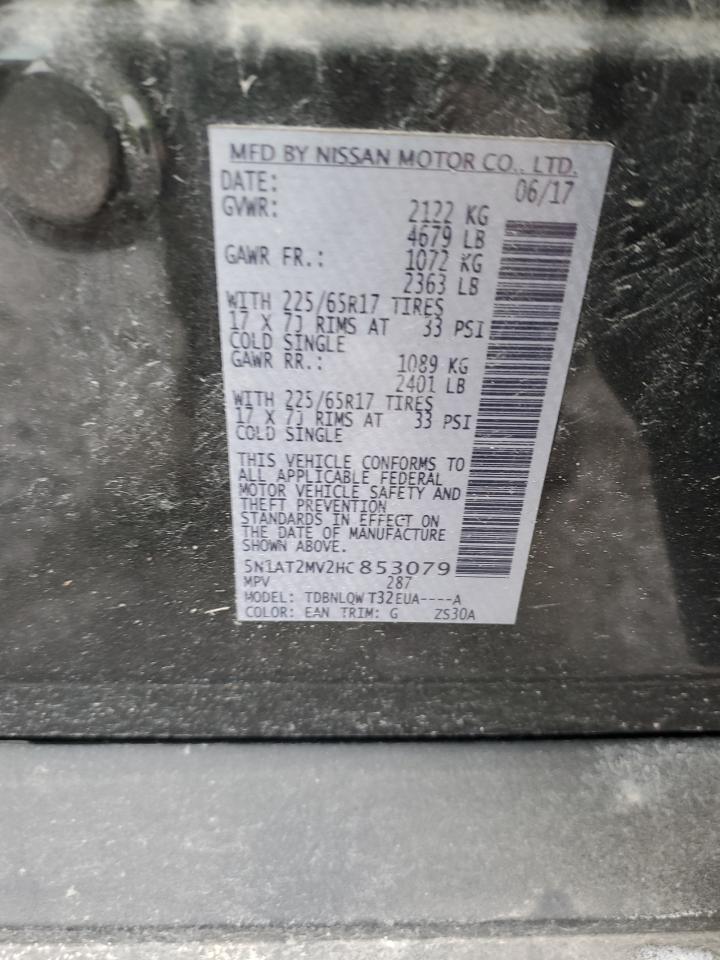 MFD BY NISSAN MOTOR CO., LTD.
DATE: 06/17
GVWR: 2122 KG
4679 LB
GAWR FR.: 1072 KG
2363 LB
WITH 225/65R17 TIRES
17 X 7J RIMS AT 33 PSI
COLD SINGLE
GAWR RR.: 1089 KG
2401 LB
WITH 225/65R17 TIRES
17 X 7J RIMS AT 33 PSI
COLD SINGLE
THIS VEHICLE CONFORMS TO
ALL APPLICABLE FEDERAL
MOTOR VEHICLE SAFETY AND
THEFT PREVENTION
STANDARDS IN EFFECT ON
THE DATE OF MANUFACTURE
SHOWN ABOVE.
5N1AT2MV2HC853079
MPV 287
MODEL: TDBNLQWT32EUA----A
COLOR: EAN TRIM: G ZS30A